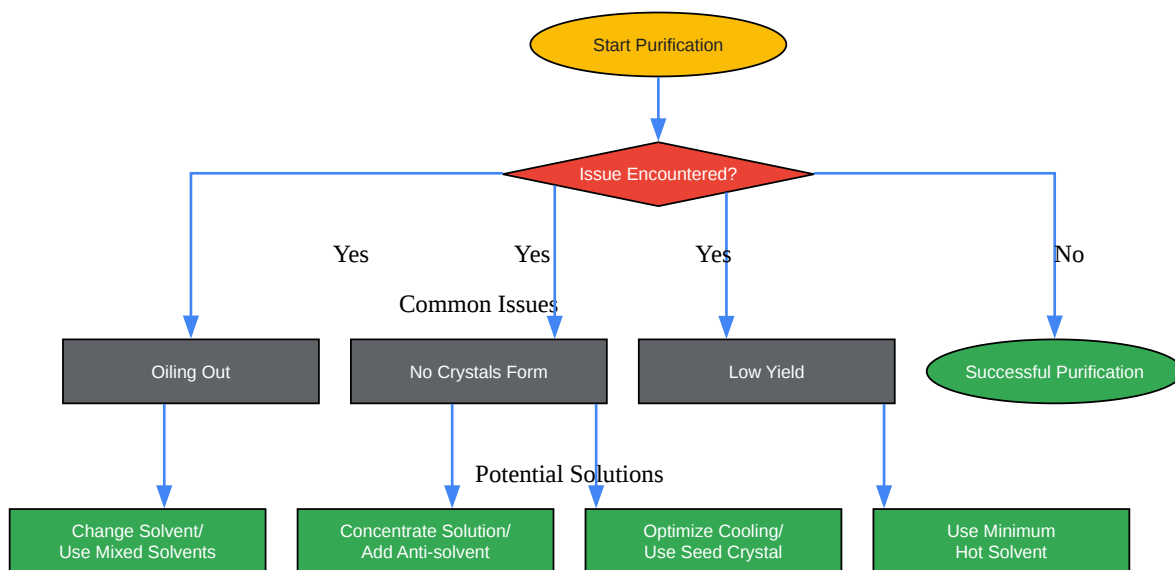 Start Purification
Issue Encountered?
Yes
Yes
Yes
No
Common Issues
Oiling Out
No Crystals Form
Low Yield
Successful Purification
Potential Solutions
Change Solvent/
Use Mixed Solvents
Concentrate Solution/
Add Anti-solvent
Optimize Cooling/
Use Seed Crystal
Use Minimum
Hot Solvent